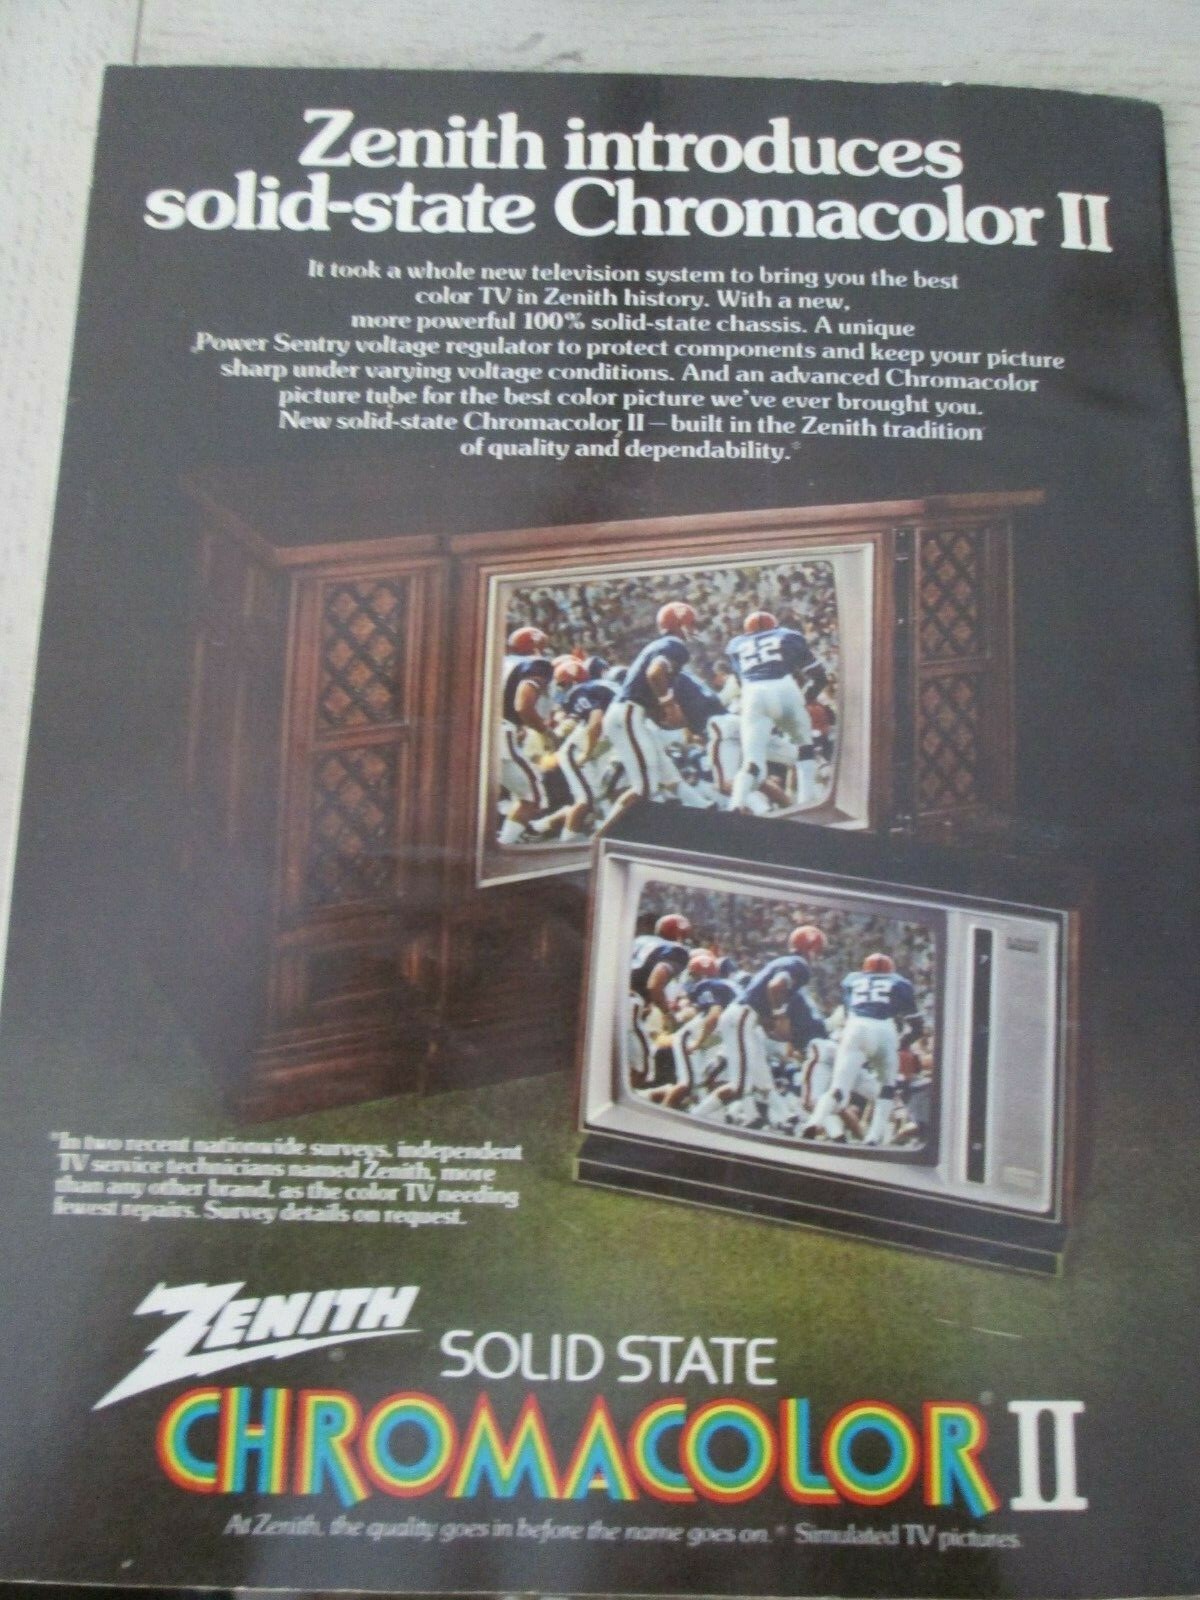 Zenith introduces
solid-state Chromacolor II
It took a whole new television system to bring you the best
color TV in Zenith history. With a new,
more powerful 100% solid-state chassis. A unique
Power Sentry voltage regulator to protect components and keep your picture
sharp under varying voltage conditions. And an advanced Chromacolor
picture tube for the best color picture we've ever brought you.
New solid-state Chromacolor II — built in the Zenith tradition
of quality and dependability.*
22
22
*In two recent nationwide surveys, independent
TV service technicians named Zenith, more
than any other brand, as the color TV needing
fewest repairs. Survey details on request.
ZENITH®
SOLID STATE
CHROMACOLOR® II
At Zenith, the quality goes in before the name goes on.® Simulated TV pictures.